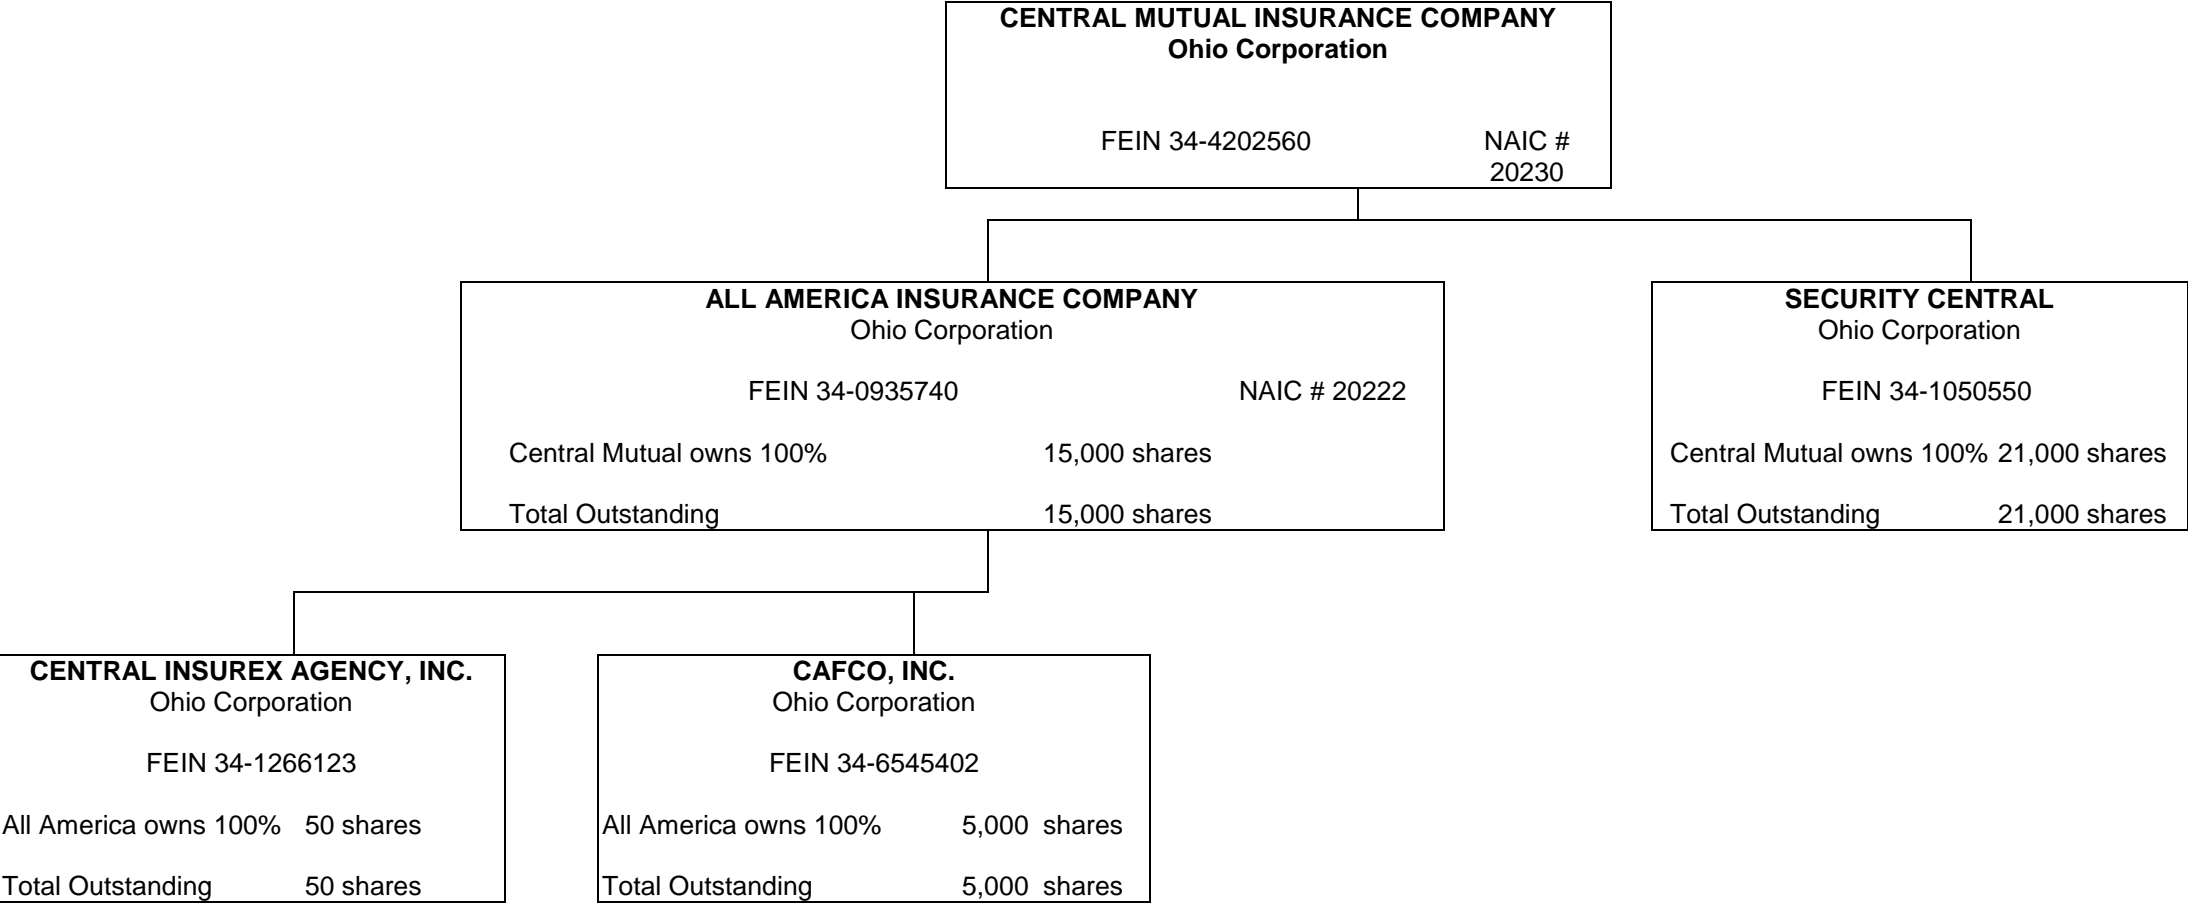 CENTRAL MUTUAL INSURANCE COMPANY
Ohio Corporation
FEIN 34-4202560 NAIC #
20230
ALL AMERICA INSURANCE COMPANY
Ohio Corporation
FEIN 34-0935740 NAIC # 20222
Central Mutual owns 100% 15,000 shares
Total Outstanding 15,000 shares
SECURITY CENTRAL
Ohio Corporation
FEIN 34-1050550
Central Mutual owns 100% 21,000 shares
Total Outstanding 21,000 shares
CENTRAL INSUREX AGENCY, INC.
Ohio Corporation
FEIN 34-1266123
All America owns 100% 50 shares
Total Outstanding 50 shares
CAFCO, INC.
Ohio Corporation
FEIN 34-6545402
All America owns 100% 5,000 shares
Total Outstanding 5,000 shares